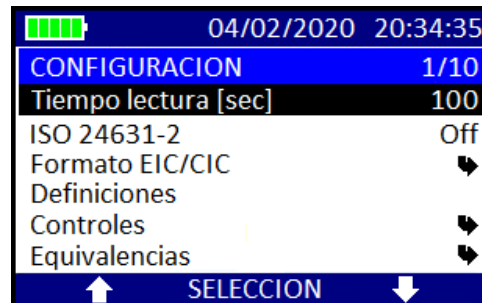 04/02/2020 20:34:35
CONFIGURACION 1/10
Tiempo lectura [sec] 100
ISO 24631-2 Off
Formato EIC/CIC
Definiciones
Controles
Equivalencias
SELECCION